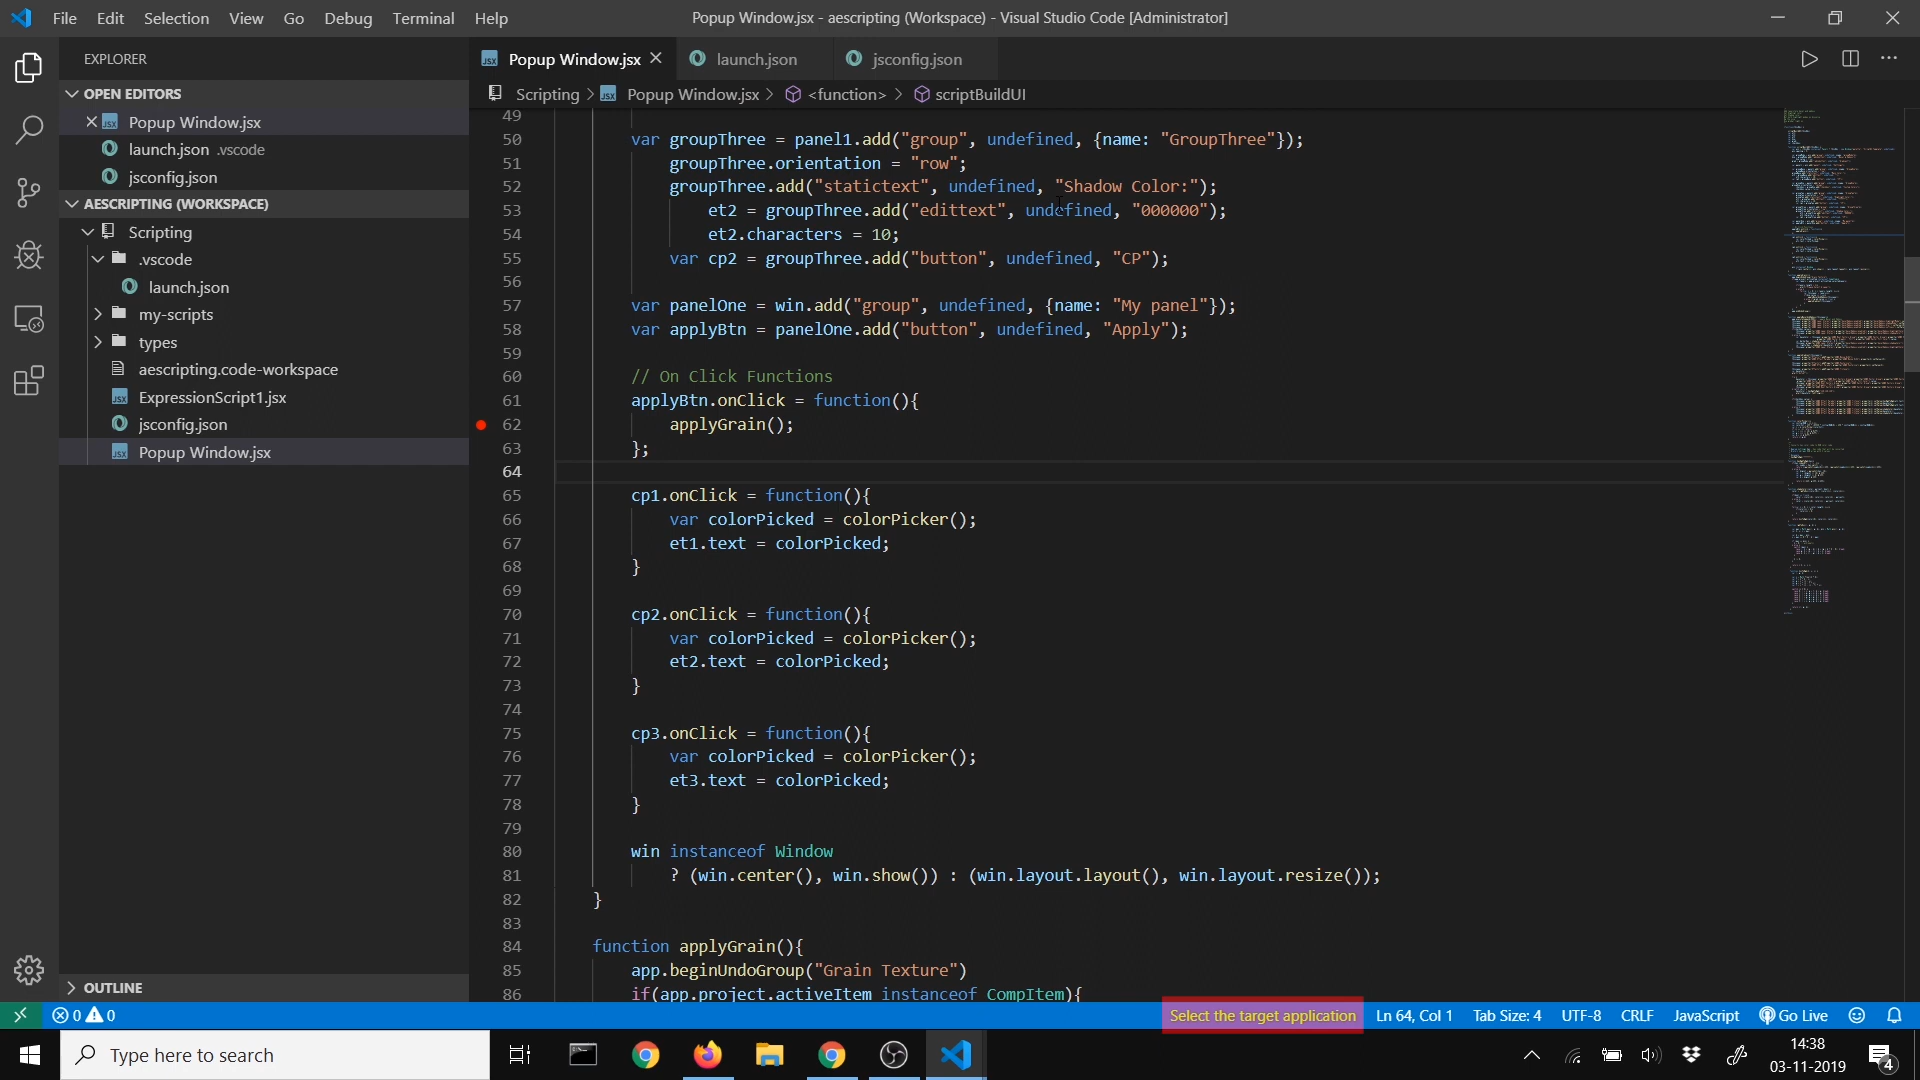 File Edit Selection View Go Debug Terminal Help
Popup Window.jsx - aescripting (Workspace) - Visual Studio Code [Administrator]
EXPLORER
OPEN EDITORS
Popup Window.jsx
launch.json .vscode
jsconfig.json
AESCRIPTING (WORKSPACE)
Scripting
.vscode
launch.json
my-scripts
types
aescripting.code-workspace
ExpressionScript1.jsx
jsconfig.json
Popup Window.jsx
OUTLINE
Popup Window.jsx launch.json jsconfig.json
Scripting > Popup Window.jsx > <function> > scriptBuildUI
49
50 var groupThree = panel1.add("group", undefined, {name: "GroupThree"});
51 groupThree.orientation = "row";
52 groupThree.add("statictext", undefined, "Shadow Color:");
53 et2 = groupThree.add("edittext", undefined, "000000");
54 et2.characters = 10;
55 var cp2 = groupThree.add("button", undefined, "CP");
56
57 var panelOne = win.add("group", undefined, {name: "My panel"});
58 var applyBtn = panelOne.add("button", undefined, "Apply");
59
60 // On Click Functions
61 applyBtn.onClick = function(){
62 applyGrain();
63 };
64
65 cp1.onClick = function(){
66 var colorPicked = colorPicker();
67 et1.text = colorPicked;
68 }
69
70 cp2.onClick = function(){
71 var colorPicked = colorPicker();
72 et2.text = colorPicked;
73 }
74
75 cp3.onClick = function(){
76 var colorPicked = colorPicker();
77 et3.text = colorPicked;
78 }
79
80 win instanceof Window
81 ? (win.center(), win.show()) : (win.layout.layout(), win.layout.resize());
82 }
83
84 function applyGrain(){
85 app.beginUndoGroup("Grain Texture")
86 if(app.project.activeItem instanceof CompItem){
0 0 Select the target application Ln 64, Col 1 Tab Size: 4 UTF-8 CRLF JavaScript Go Live
Type here to search
14:38
03-11-2019
4